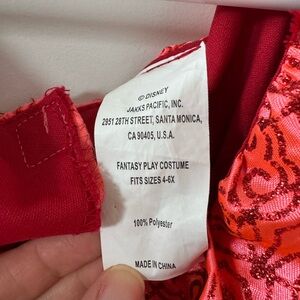 © DISNEY
JAKKS PACIFIC, INC.
2951 28TH STREET, SANTA MONICA,
CA 90405, U.S.A.
FANTASY PLAY COSTUME
FITS SIZES 4-6X
100% Polyester
MADE IN CHINA